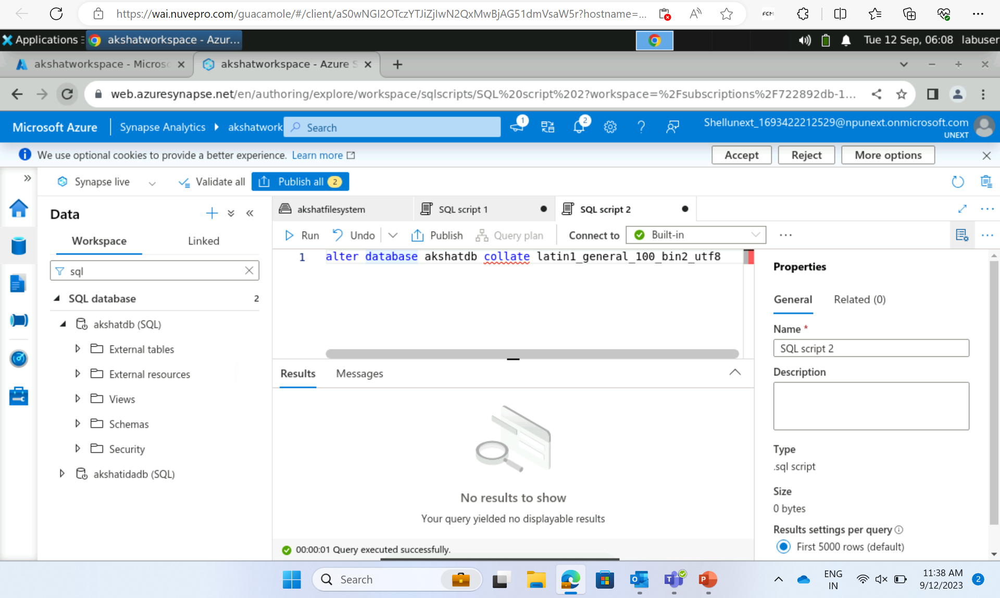 https://wai.nuvepro.com/guacamole/#/client/aS0wNGI2OTczYTJiZjIwN2QxMwBjAG51dmVsaW5r?hostname=...
FCM
Applications
akshatworkspace - Azur...
Tue 12 Sep, 06:08 labuser
akshatworkspace - Microso
akshatworkspace - Azure S
web.azuresynapse.net/en/authoring/explore/workspace/sqlscripts/SQL%20script%202?workspace=%2Fsubscriptions%2F722892db-1...
Microsoft Azure
Synapse Analytics
akshatwork
Search
1
2
Shellunext_1693422212529@npunext.onmicrosoft.com
UNEXT
We use optional cookies to provide a better experience. Learn more
Accept
Reject
More options
Synapse live
Validate all
Publish all 2
Data
akshatfilesystem
SQL script 1
SQL script 2
Workspace
Linked
Run
Undo
Publish
Query plan
Connect to
Built-in
sql
1 alter database akshatdb collate latin1_general_100_bin2_utf8
SQL database 2
akshatdb (SQL)
External tables
External resources
Views
Schemas
Security
akshatidadb (SQL)
Results
Messages
No results to show
Your query yielded no displayable results
00:00:01 Query executed successfully.
Properties
General
Related (0)
Name *
SQL script 2
Description
Type
.sql script
Size
0 bytes
Results settings per query
First 5000 rows (default)
Search
ENG
IN
11:38 AM
9/12/2023
2